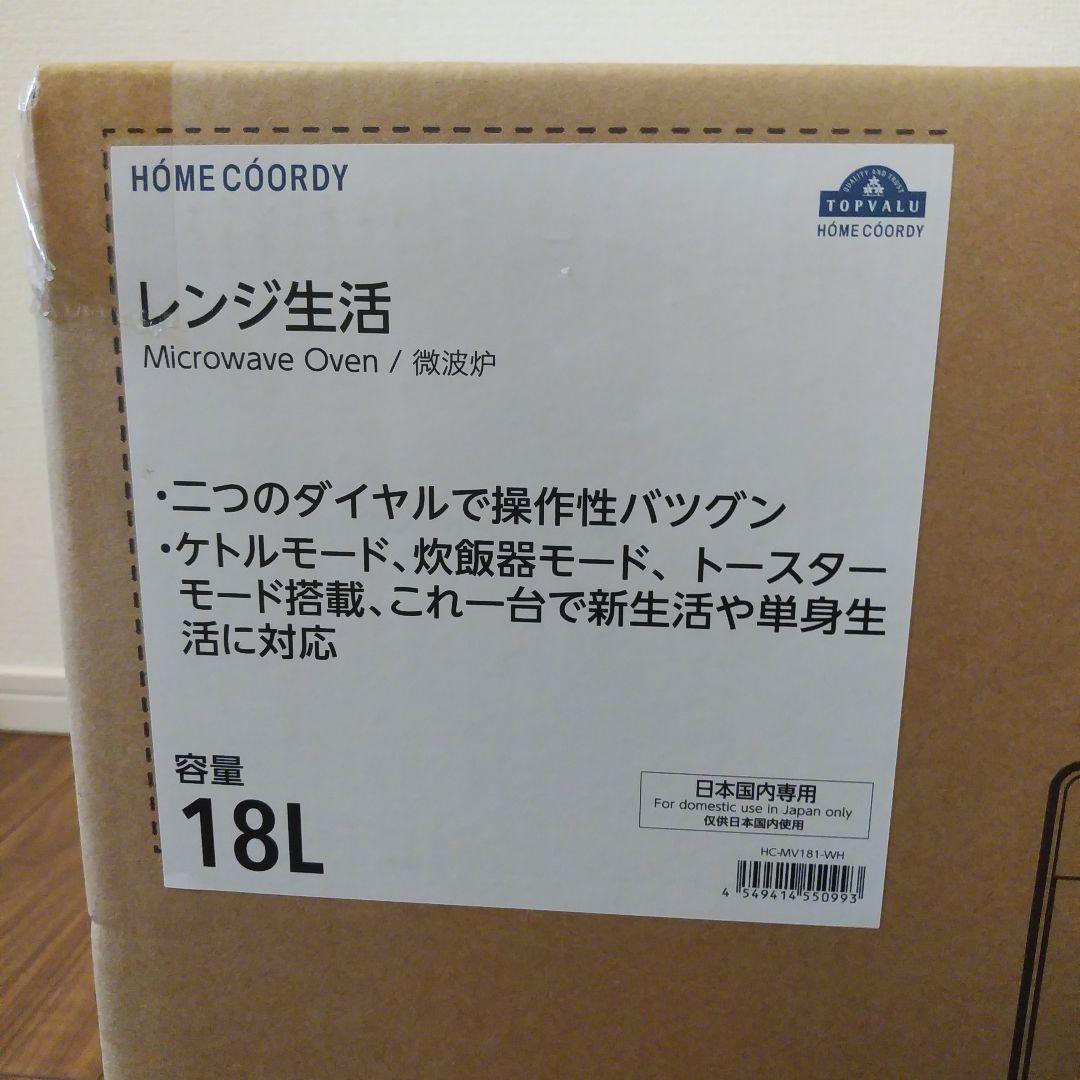 HÓME CÓORDY
QUALITY AND TRUST
TOPVALU
HÓME CÓORDY
レンジ生活
Microwave Oven / 微波炉
・二つのダイヤルで操作性バツグン
・ケトルモード、炊飯器モード、トースター
モード搭載、これ一台で新生活や単身生
活に対応
容量
18L
日本国内専用
For domestic use in Japan only
仅供日本国内使用
HC-MV181-WH
4 549414 550993